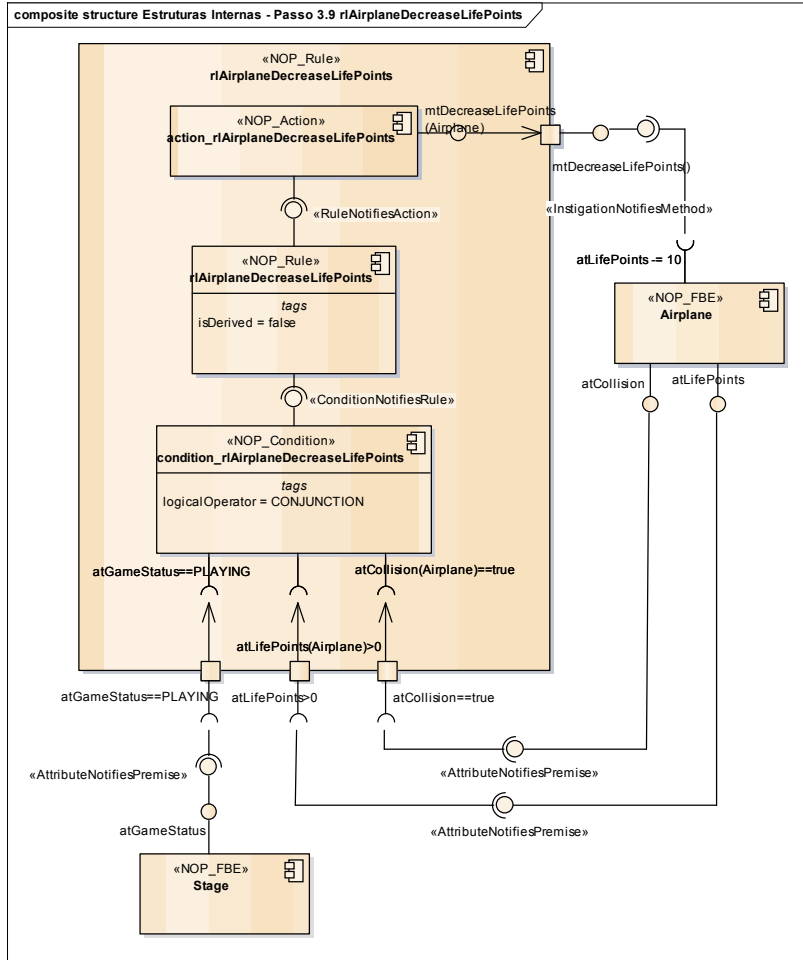 composite structure Estruturas Internas - Passo 3.9 rlAirplaneDecreaseLifePoints
«NOP_Rule»
rlAirplaneDecreaseLifePoints
«NOP_Action»
action_rlAirplaneDecreaseLifePoints
mtDecreaseLifePoints
(Airplane)
mtDecreaseLifePoints()
«RuleNotifiesAction»
«InstigationNotifiesMethod»
«NOP_Rule»
rlAirplaneDecreaseLifePoints
tags
isDerived = false
atLifePoints -= 10
«NOP_FBE»
Airplane
atCollision
atLifePoints
«ConditionNotifiesRule»
«NOP_Condition»
condition_rlAirplaneDecreaseLifePoints
tags
logicalOperator = CONJUNCTION
atGameStatus==PLAYING
atCollision(Airplane)==true
atLifePoints(Airplane)>0
atGameStatus==PLAYING
atLifePoints>0
atCollision==true
«AttributeNotifiesPremise»
«AttributeNotifiesPremise»
«AttributeNotifiesPremise»
atGameStatus
«NOP_FBE»
Stage